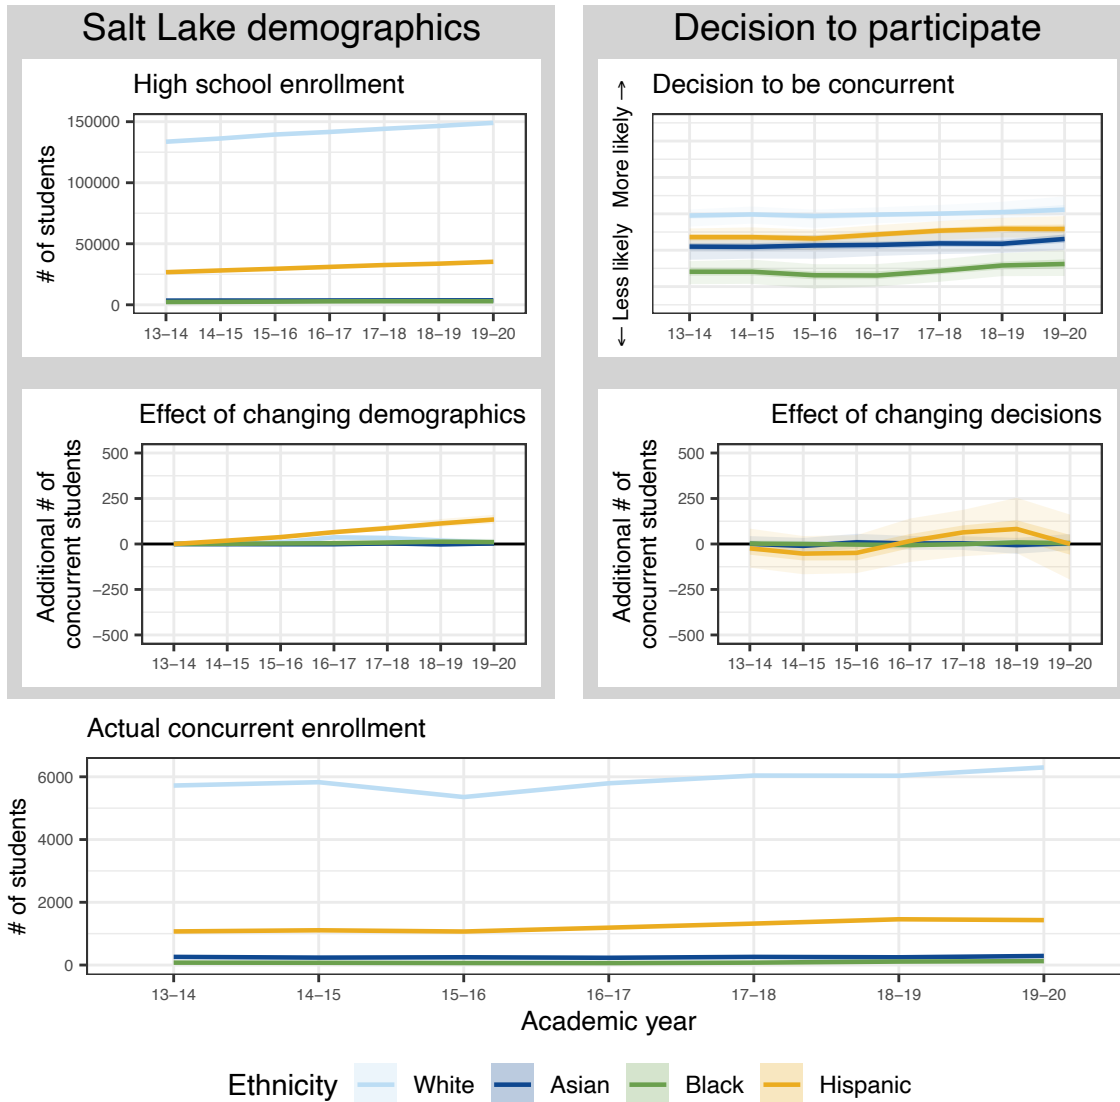 Salt Lake demographics
High school enrollment
# of students
150000
100000
50000
0
13−14 14−15 15−16 16−17 17−18 18−19 19−20
Effect of changing demographics
Additional # of
concurrent students
500
250
0
−250
−500
13−14 14−15 15−16 16−17 17−18 18−19 19−20
Decision to participate
Decision to be concurrent
← Less likely More likely →
13−14 14−15 15−16 16−17 17−18 18−19 19−20
Effect of changing decisions
Additional # of
concurrent students
500
250
0
−250
−500
13−14 14−15 15−16 16−17 17−18 18−19 19−20
Actual concurrent enrollment
# of students
6000
4000
2000
0
13−14 14−15 15−16 16−17 17−18 18−19 19−20
Academic year
Ethnicity White Asian Black Hispanic